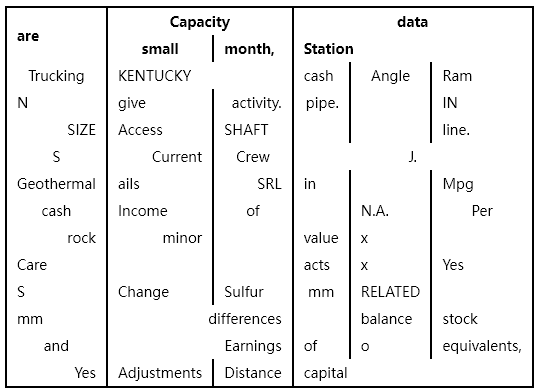 are Capacity data
small month, Station
Trucking KENTUCKY cash Angle Ram
N give activity. pipe. IN
SIZE Access SHAFT line.
S Current Crew J.
Geothermal ails SRL in Mpg
cash Income of N.A. Per
rock minor value x
Care acts x Yes
S Change Sulfur mm RELATED
mm differences balance stock
and Earnings of o equivalents,
Yes Adjustments Distance capital